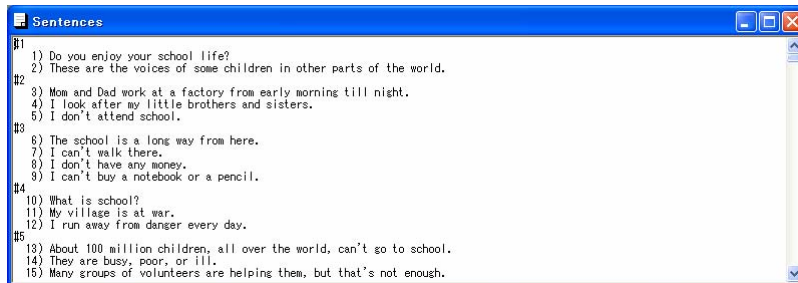 Sentences
#1
1) Do you enjoy your school life?
2) These are the voices of some children in other parts of the world.
#2
3) Mom and Dad work at a factory from early morning till night.
4) I look after my little brothers and sisters.
5) I don't attend school.
#3
6) The school is a long way from here.
7) I can't walk there.
8) I don't have any money.
9) I can't buy a notebook or a pencil.
#4
10) What is school?
11) My village is at war.
12) I run away from danger every day.
#5
13) About 100 million children, all over the world, can't go to school.
14) They are busy, poor, or ill.
15) Many groups of volunteers are helping them, but that's not enough.